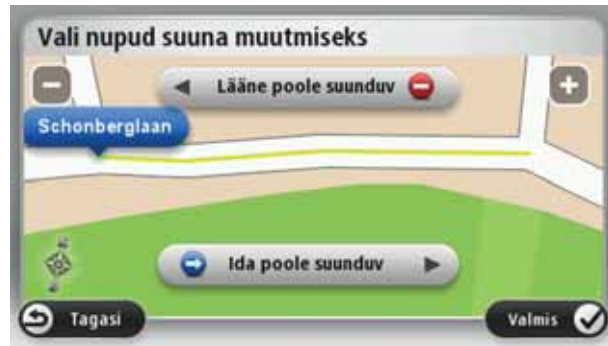 Vali nupud suuna muutmiseks
Lääne poole suunduv
Schonberglaan
Ida poole suunduv
Tagasi
Valmis